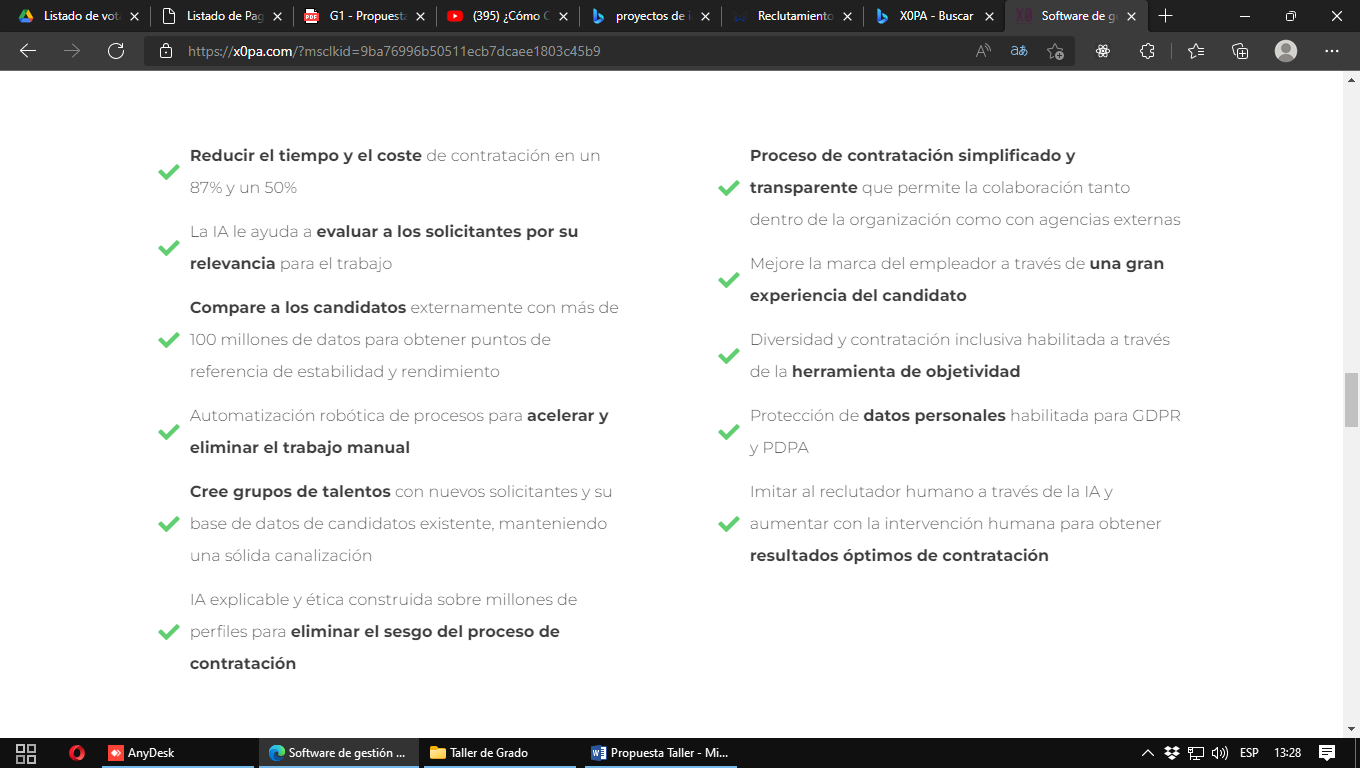 Listado de vot
Listado de Pag
G1 - Propuesta
(395) ¿Cómo C
proyectos de i
Reclutamiento
X0PA - Buscar
Software de ge
https://x0pa.com/?msclkid=9ba76996b50511ecb7dcaee1803c45b9
Reducir el tiempo y el coste de contratación en un
87% y un 50%
La IA le ayuda a evaluar a los solicitantes por su
relevancia para el trabajo
Compare a los candidatos externamente con más de
100 millones de datos para obtener puntos de
referencia de estabilidad y rendimiento
Automatización robótica de procesos para acelerar y
eliminar el trabajo manual
Cree grupos de talentos con nuevos solicitantes y su
base de datos de candidatos existente, manteniendo
una sólida canalización
IA explicable y ética construida sobre millones de
perfiles para eliminar el sesgo del proceso de
contratación
Proceso de contratación simplificado y
transparente que permite la colaboración tanto
dentro de la organización como con agencias externas
Mejore la marca del empleador a través de una gran
experiencia del candidato
Diversidad y contratación inclusiva habilitada a través
de la herramienta de objetividad
Protección de datos personales habilitada para GDPR
y PDPA
Imitar al reclutador humano a través de la IA y
aumentar con la intervención humana para obtener
resultados óptimos de contratación
AnyDesk
Software de gestión ...
Taller de Grado
Propuesta Taller - Mi...
ESP
13:28